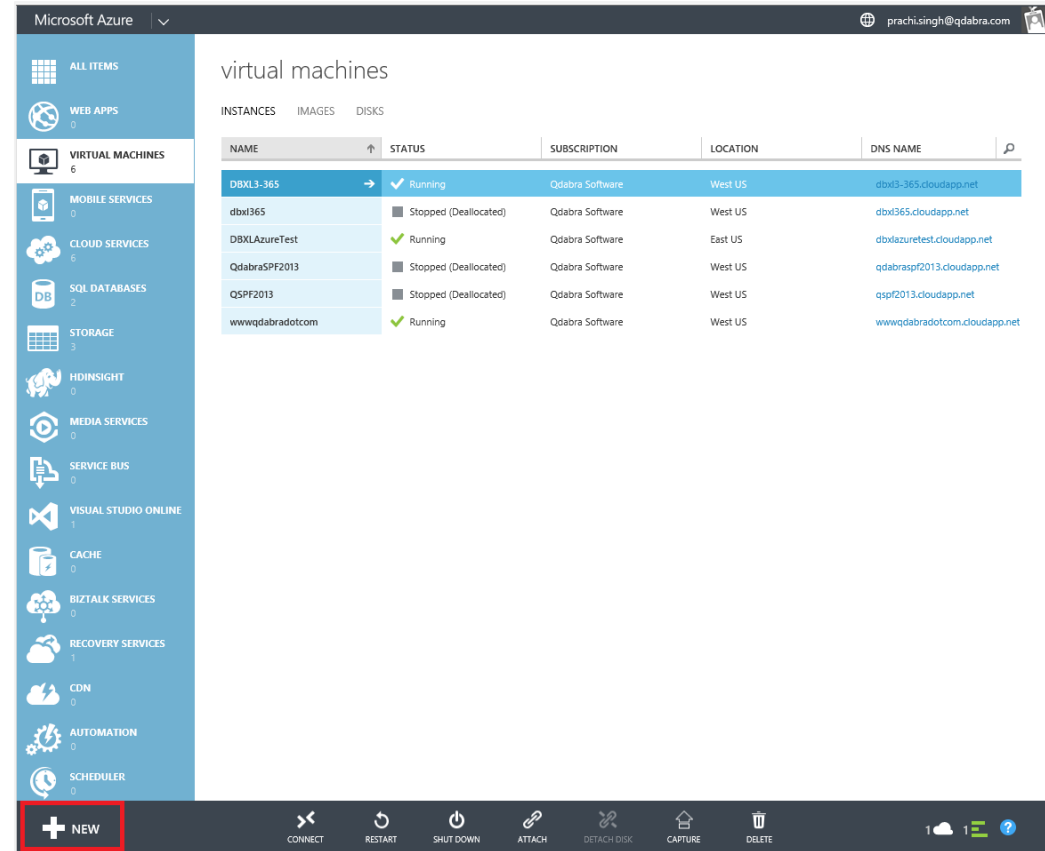 Microsoft Azure
prachi.singh@qdabra.com
ALL ITEMS
WEB APPS
0
VIRTUAL MACHINES
6
MOBILE SERVICES
0
CLOUD SERVICES
6
SQL DATABASES
2
STORAGE
3
HDINSIGHT
0
MEDIA SERVICES
0
SERVICE BUS
0
VISUAL STUDIO ONLINE
1
CACHE
0
BIZTALK SERVICES
0
RECOVERY SERVICES
1
CDN
0
AUTOMATION
0
SCHEDULER
0
virtual machines
INSTANCES IMAGES DISKS
NAME STATUS SUBSCRIPTION LOCATION DNS NAME
DBXL3-365 Running Qdabra Software West US dbxl3-365.cloudapp.net
dbxl365 Stopped (Deallocated) Qdabra Software West US dbxl365.cloudapp.net
DBXLAzureTest Running Qdabra Software East US dbxlazuretest.cloudapp.net
QdabraSPF2013 Stopped (Deallocated) Qdabra Software West US qdabraspf2013.cloudapp.net
QSPF2013 Stopped (Deallocated) Qdabra Software West US qspf2013.cloudapp.net
wwwqdabradotcom Running Qdabra Software West US wwwqdabradotcom.cloudapp.net
DB
NEW CONNECT RESTART SHUT DOWN ATTACH DETACH DISK CAPTURE DELETE 1 1 ?